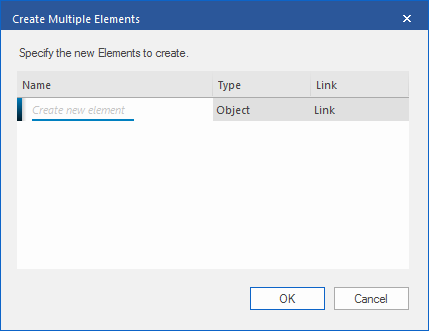 Create Multiple Elements
Specify the new Elements to create.
Name Type Link
Create new element Object Link
OK Cancel